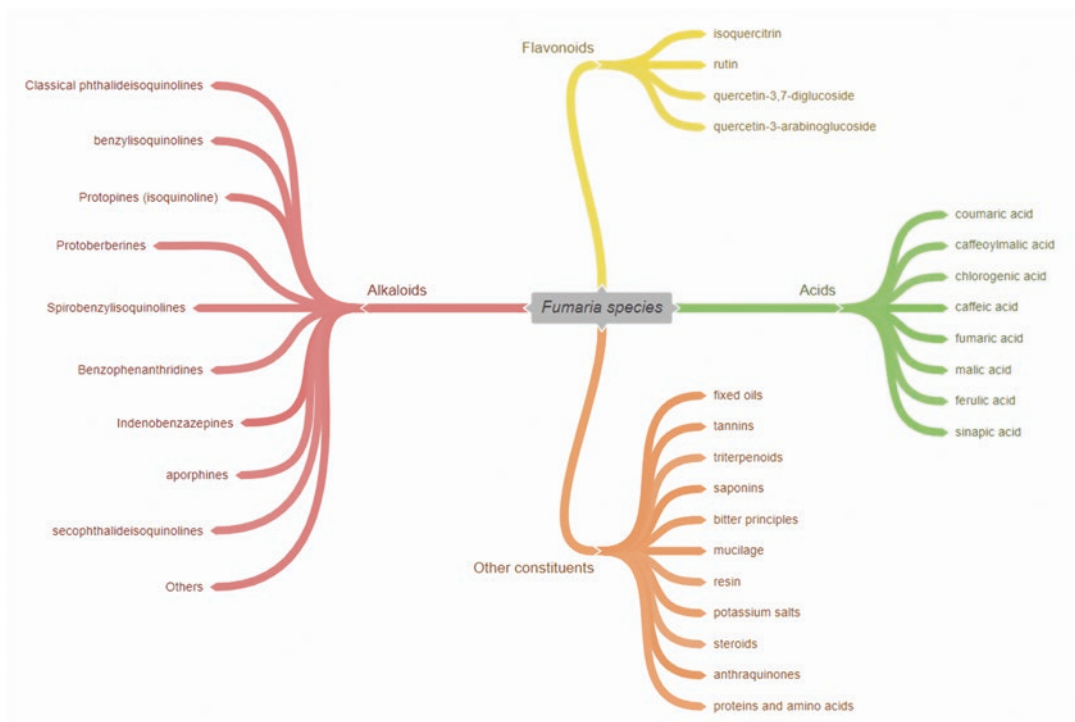 Flavonoids
isoquercitrin
rutin
quercetin-3,7-diglucoside
quercetin-3-arabinoglucoside
Classical phthalideisoquinolines
benzylisoquinolines
Protopines (isoquinoline)
Protoberberines
Spirobenzylisoquinolines
Benzophenanthridines
Indenobenzazepines
aporphines
secophthalideisoquinolines
Others
Alkaloids
Fumaria species
Acids
coumaric acid
caffeoylmalic acid
chlorogenic acid
caffeic acid
fumaric acid
malic acid
ferulic acid
sinapic acid
Other constituents
fixed oils
tannins
triterpenoids
saponins
bitter principles
mucilage
resin
potassium salts
steroids
anthraquinones
proteins and amino acids